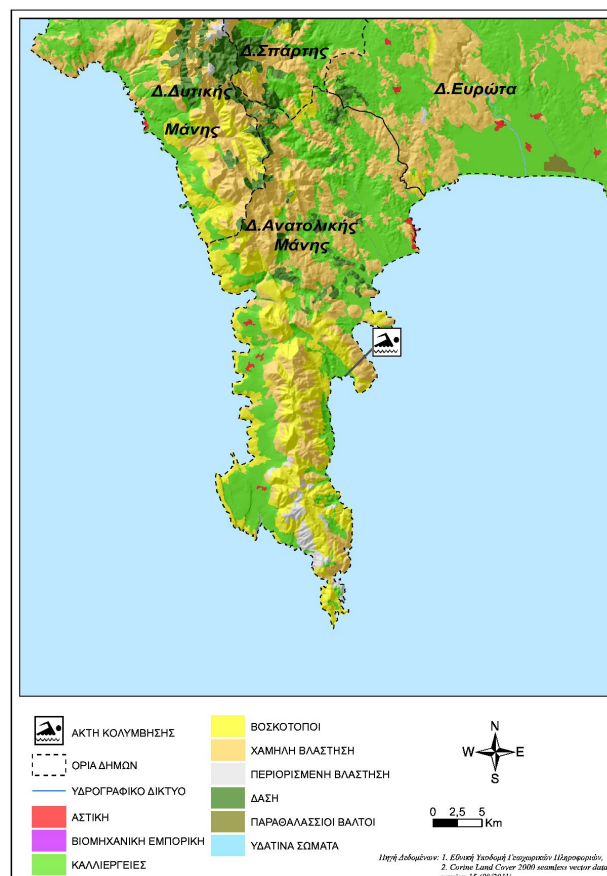 Δ.Σπάρτης
Δ.Δυτικής
Μάνης
Δ.Ευρώτα
Δ.Ανατολικής
Μάνης
ΑΚΤΗ ΚΟΛΥΜΒΗΣΗΣ
ΟΡΙΑ ΔΗΜΩΝ
ΥΔΡΟΓΡΑΦΙΚΟ ΔΙΚΤΥΟ
ΑΣΤΙΚΗ
ΒΙΟΜΗΧΑΝΙΚΗ ΕΜΠΟΡΙΚΗ
ΚΑΛΛΙΕΡΓΕΙΕΣ
ΒΟΣΚΟΤΟΠΟΙ
ΧΑΜΗΛΗ ΒΛΑΣΤΗΣΗ
ΠΕΡΙΟΡΙΣΜΕΝΗ ΒΛΑΣΤΗΣΗ
ΔΑΣΗ
ΠΑΡΑΘΑΛΑΣΣΙΟΙ ΒΑΛΤΟΙ
ΥΔΑΤΙΝΑ ΣΩΜΑΤΑ
N
W E
S
0 2,5 5
Km
Πηγή Δεδομένων: 1. Εθνική Υποδομή Γεωχωρικών Πληροφοριών,
2. Corine Land Cover 2000 seamless vector data